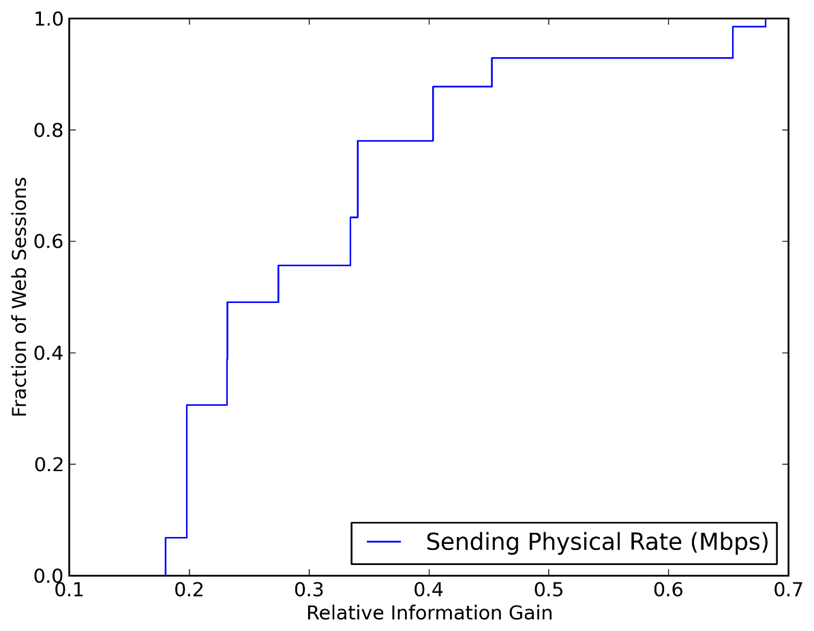 Fraction of Web Sessions
1.0
0.8
0.6
0.4
0.2
0.0
Sending Physical Rate (Mbps)
0.1 0.2 0.3 0.4 0.5 0.6 0.7
Relative Information Gain